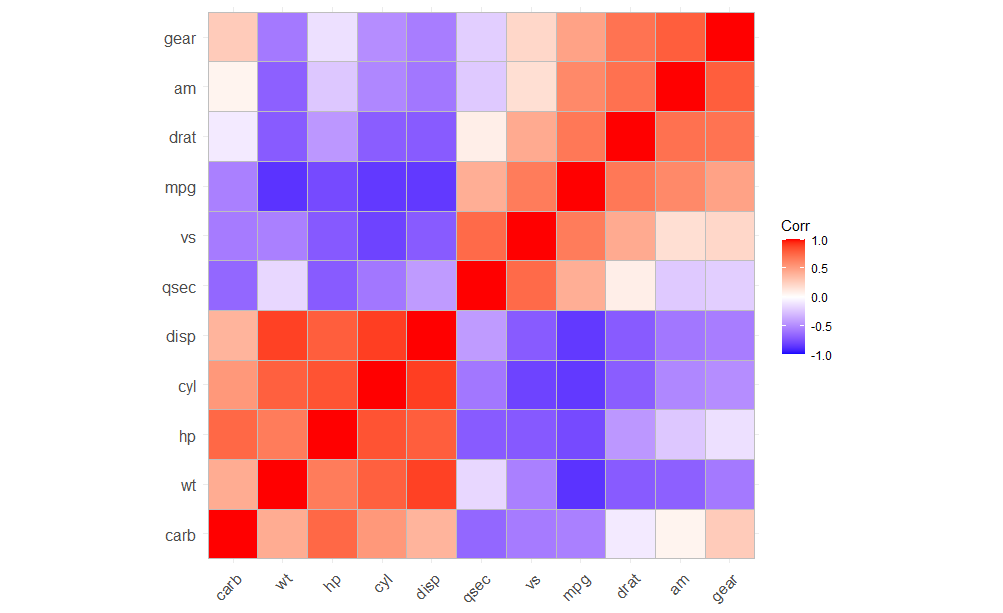 gear
am
drat
mpg
vs
qsec
disp
cyl
hp
wt
carb
carb wt hp cyl disp qsec vs mpg drat am gear
Corr
1.0
0.5
0.0
-0.5
-1.0